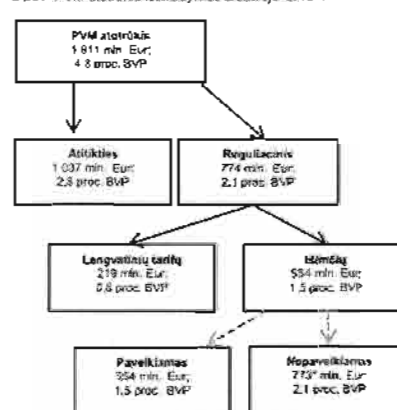 PVM atotrūkis
1 811 mln. Eur;
4.8 proc. BVP
Atitikties
1 037 mln. Eur;
2,8 proc. BVP
Reguliacinis
774 mln. Eur;
2.1 proc. BVP
Lengvatinių tarifų
219 mln. Eur;
0,6 proc. BVP
Išimčių
554 mln. Eur;
1.5 proc. BVP
Paveikiamas
554 mln. Eur;
1.5 proc. BVP
Nepaveikiamas
773* mln. Eur
2.1 proc. BVP